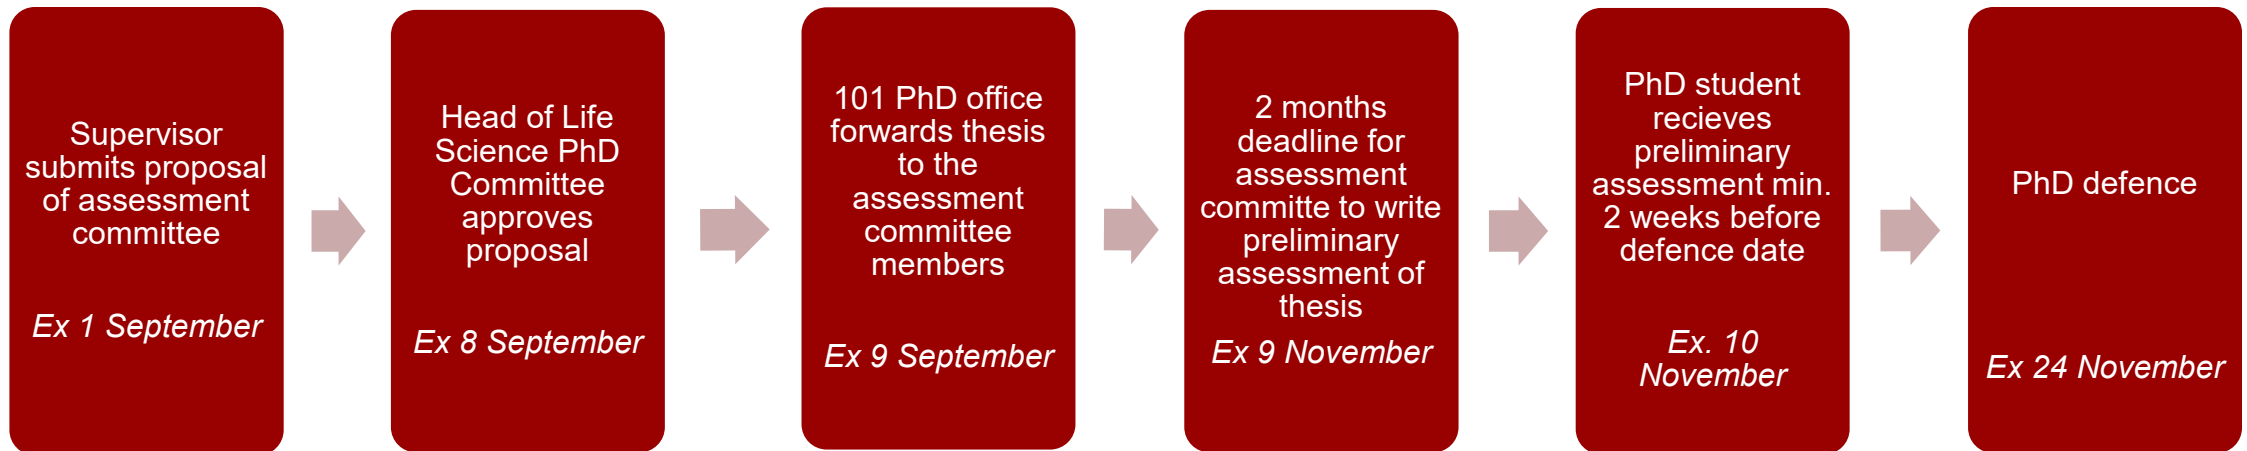 Supervisor
submits proposal
of assessment
committee
Ex 1 September
Head of Life
Science PhD
Committee
approves
proposal
Ex 8 September
101 PhD office
forwards thesis
to the
assessment
committee
members
Ex 9 September
2 months
deadline for
assessment
committe to write
preliminary
assessment of
thesis
Ex 9 November
PhD student
recieves
preliminary
assessment min.
2 weeks before
defence date
Ex. 10
November
PhD defence
Ex 24 November